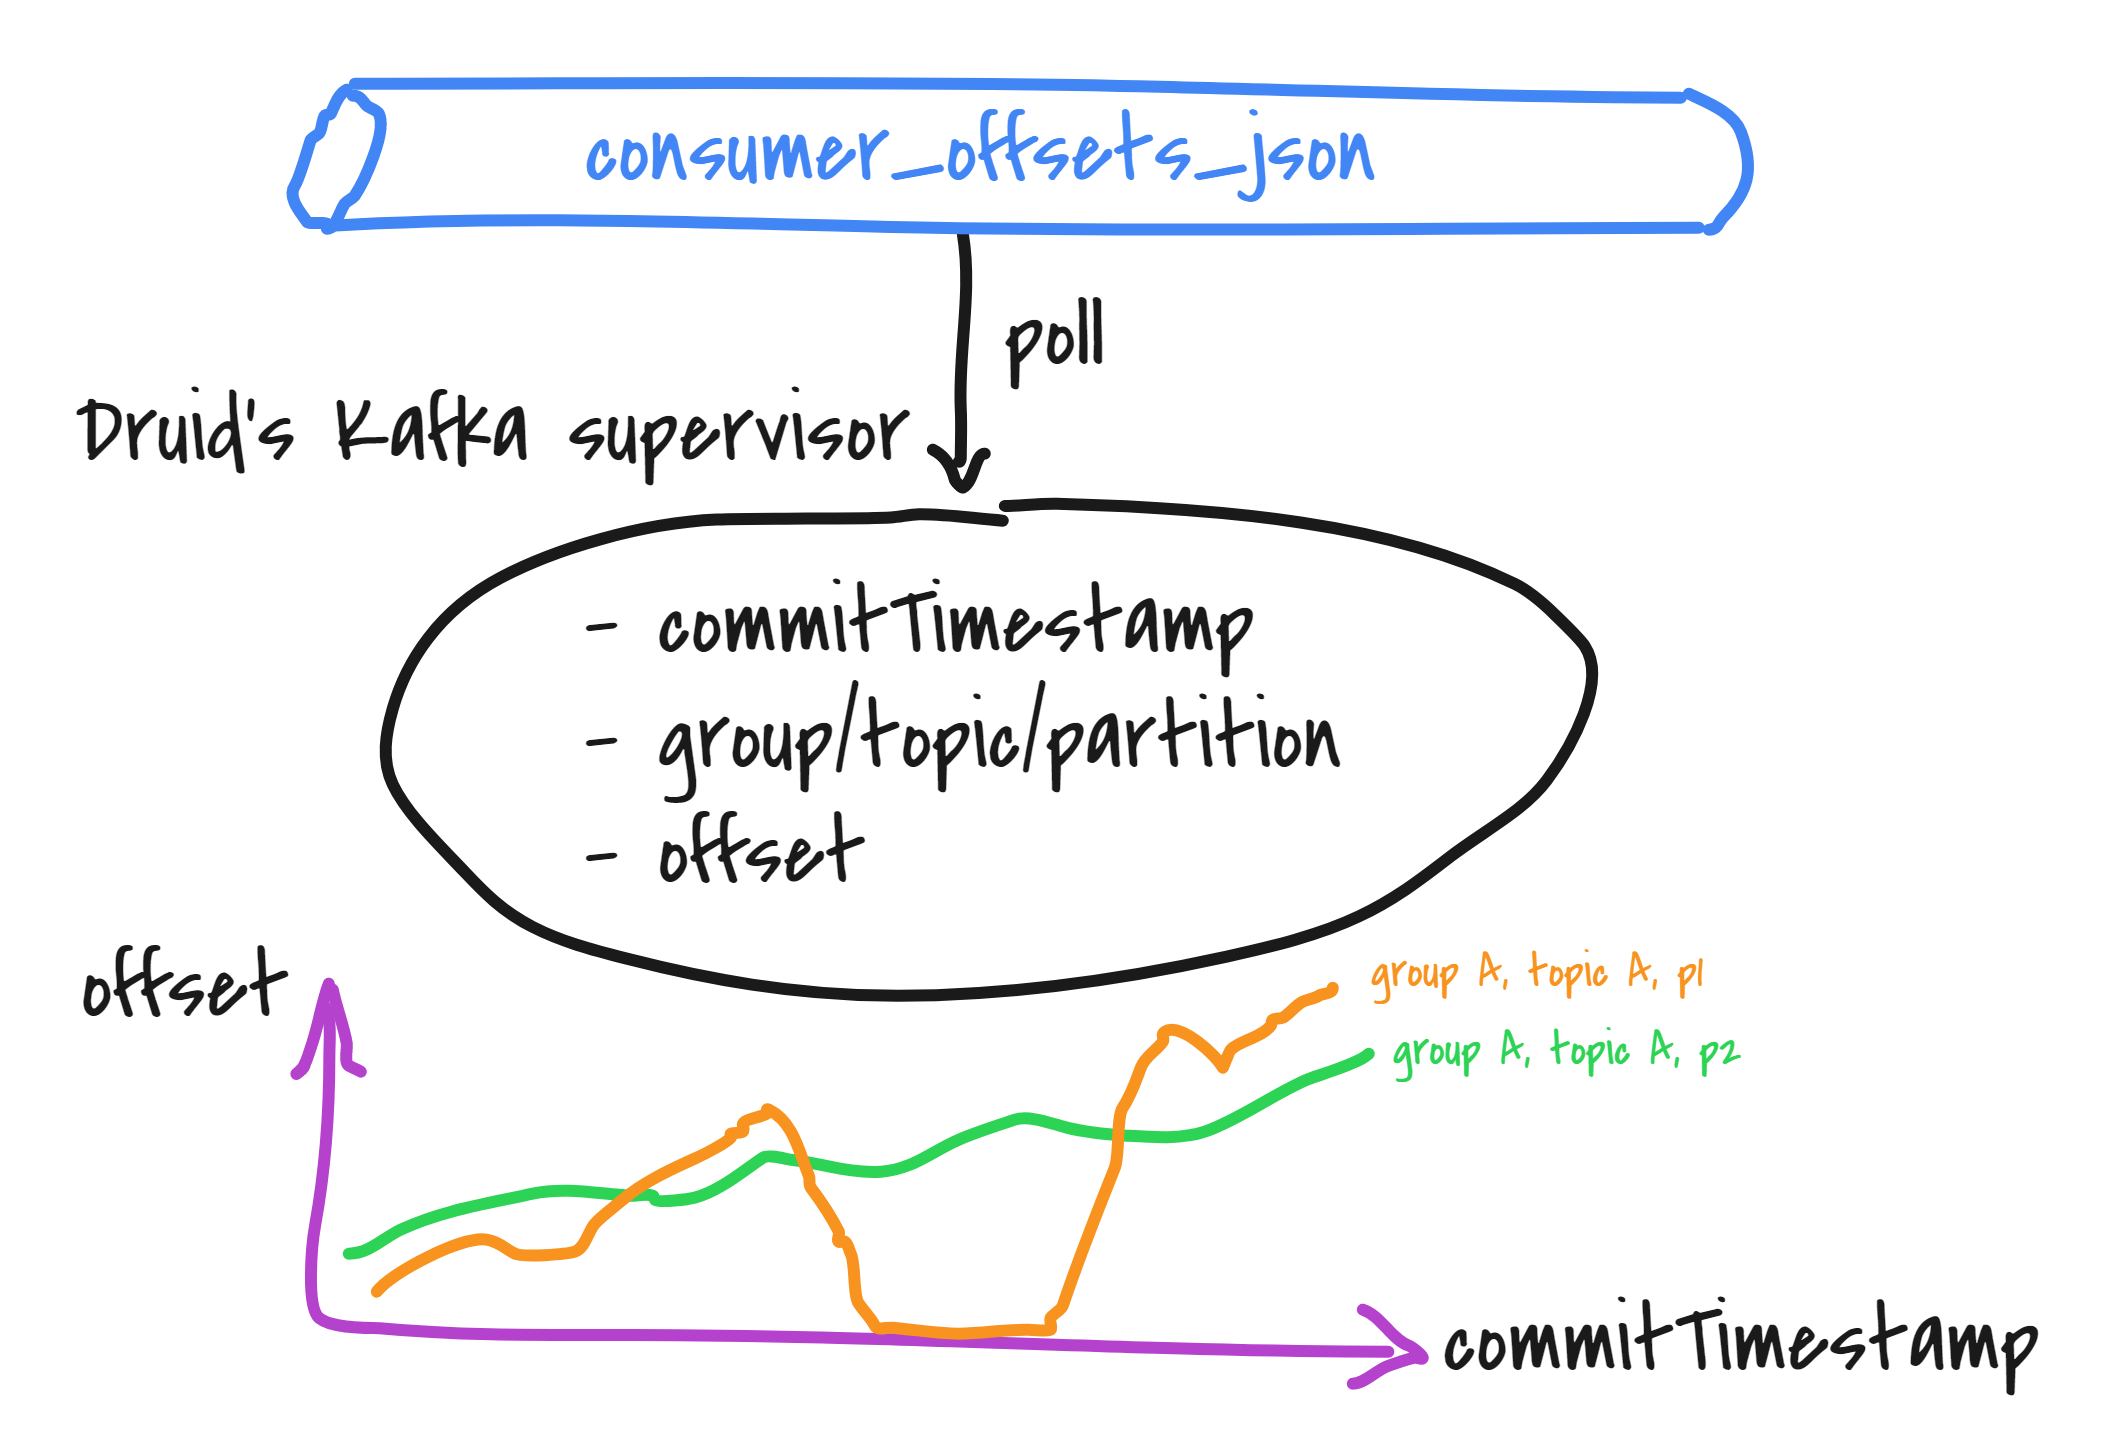 consumer_offsets_json
poll
Druid's Kafka supervisor
- commitTimestamp
- group/topic/partition
- offset
offset
group A, topic A, p1
group A, topic A, p2
commitTimestamp